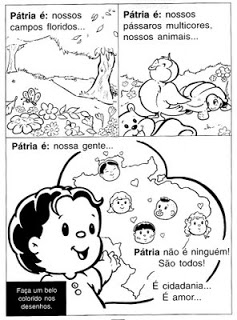 Pátria é: nossos
campos floridos...
Pátria é: nossos
pássaros multicores,
nossos animais...
Pátria é: nossa gente...
Pátria não é ninguém!
São todos!
É cidadania...
É amor...
Faça um belo
colorido nos
desenhos.